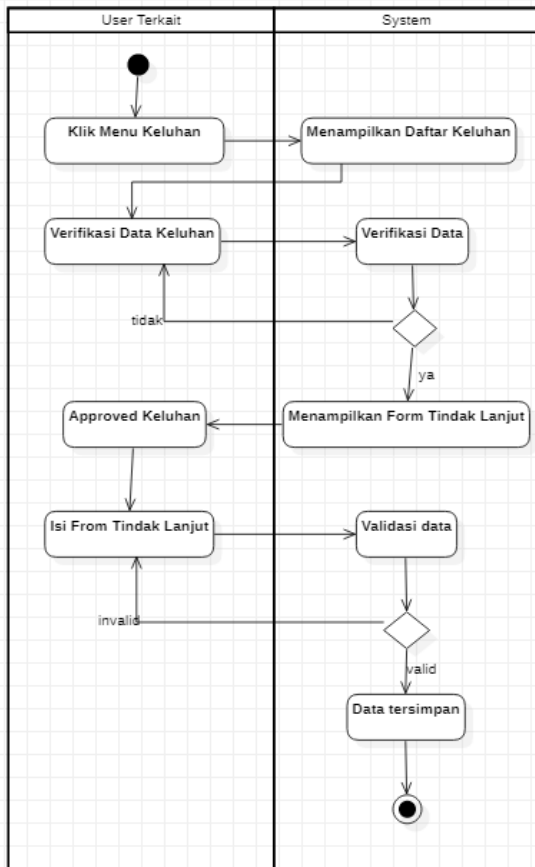 User Terkait
System
Klik Menu Keluhan
Menampilkan Daftar Keluhan
Verifikasi Data Keluhan
Verifikasi Data
tidak
ya
Approved Keluhan
Menampilkan Form Tindak Lanjut
Isi From Tindak Lanjut
Validasi data
invalid
valid
Data tersimpan